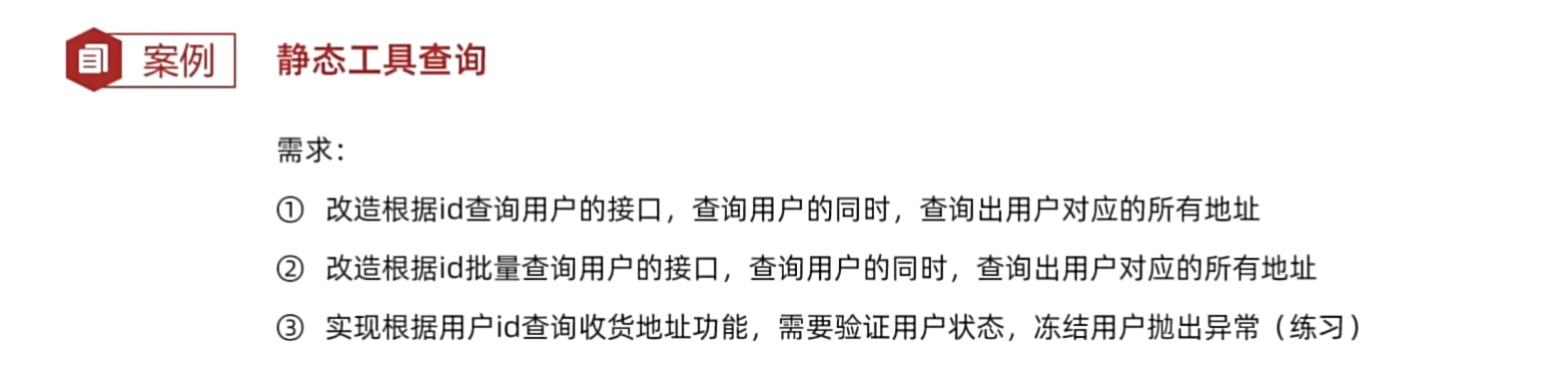 案例 静态工具查询
需求：
① 改造根据id查询用户的接口，查询用户的同时，查询出用户对应的所有地址
② 改造根据id批量查询用户的接口，查询用户的同时，查询出用户对应的所有地址
③ 实现根据用户id查询收货地址功能，需要验证用户状态，冻结用户抛出异常（练习）